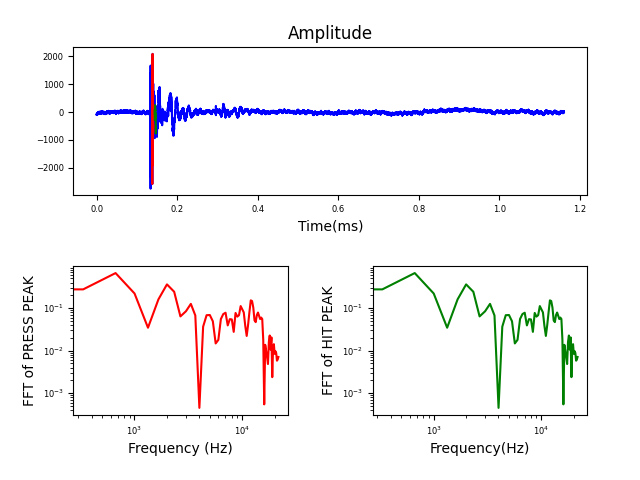 Amplitude
2000
1000
0
−1000
−2000
0.0 0.2 0.4 0.6 0.8 1.0 1.2
Time(ms)
FFT of PRESS PEAK
10⁻¹
10⁻²
10⁻³
10³ 10⁴
Frequency (Hz)
FFT of HIT PEAK
10⁻¹
10⁻²
10⁻³
10³ 10⁴
Frequency(Hz)